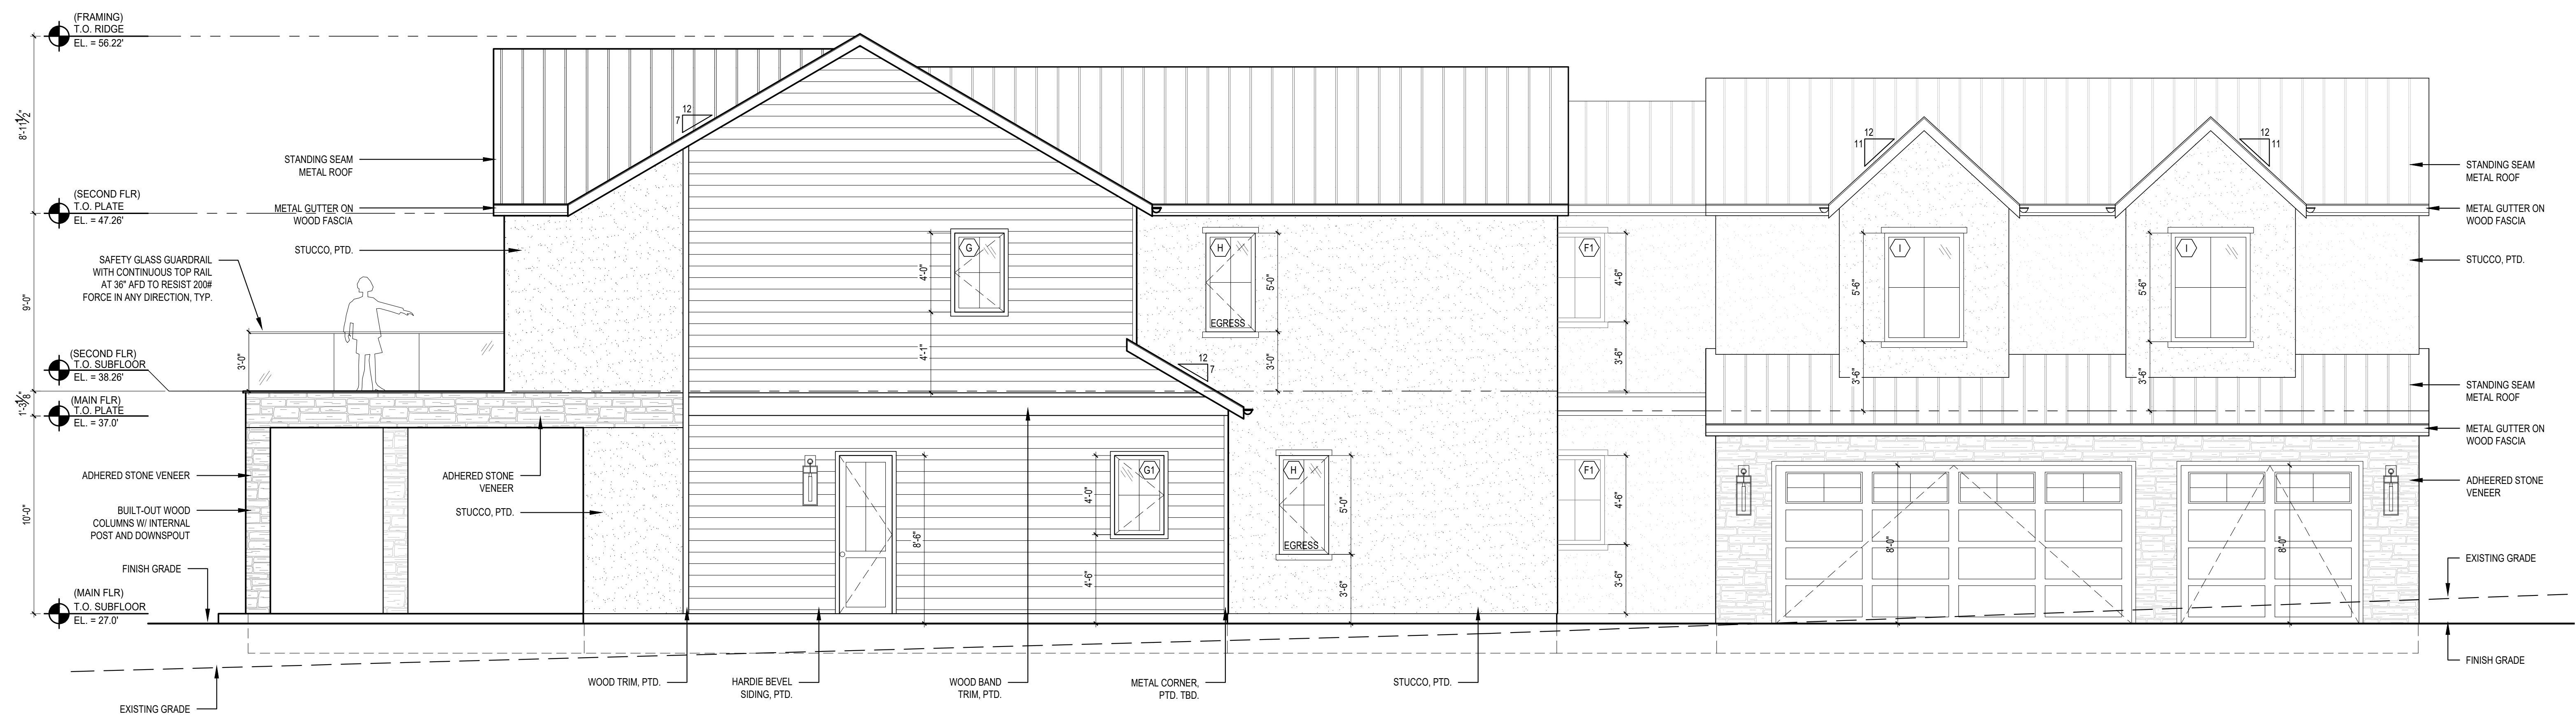 (FRAMING)
T.O. RIDGE
EL. = 56.22'
8'-11 1/2"
(SECOND FLR)
T.O. PLATE
EL. = 47.26'
9'-0"
(SECOND FLR)
T.O. SUBFLOOR
EL. = 38.26'
1'-3 1/8"
(MAIN FLR)
T.O. PLATE
EL. = 37.0'
10'-0"
(MAIN FLR)
T.O. SUBFLOOR
EL. = 27.0'
STANDING SEAM
METAL ROOF
METAL GUTTER ON
WOOD FASCIA
STUCCO, PTD.
SAFETY GLASS GUARDRAIL
WITH CONTINUOUS TOP RAIL
AT 36" AFD TO RESIST 200#
FORCE IN ANY DIRECTION, TYP.
3'-0"
ADHERED STONE VENEER
BUILT-OUT WOOD
COLUMNS W/ INTERNAL
POST AND DOWNSPOUT
FINISH GRADE
EXISTING GRADE
ADHERED STONE
VENEER
STUCCO, PTD.
12
7
G
4'-0"
4'-1"
H
EGRESS
5'-0"
3'-0"
12
7
8'-6"
G1
4'-0"
4'-6"
H
EGRESS
5'-0"
3'-6"
F1
4'-6"
3'-6"
F1
4'-6"
3'-6"
12
11
12
11
I
5'-6"
3'-6"
I
5'-6"
3'-6"
8'-0"
8'-0"
WOOD TRIM, PTD.
HARDIE BEVEL
SIDING, PTD.
WOOD BAND
TRIM, PTD.
METAL CORNER,
PTD. TBD.
STUCCO, PTD.
STANDING SEAM
METAL ROOF
METAL GUTTER ON
WOOD FASCIA
STUCCO, PTD.
STANDING SEAM
METAL ROOF
METAL GUTTER ON
WOOD FASCIA
ADHEERED STONE
VENEER
EXISTING GRADE
FINISH GRADE